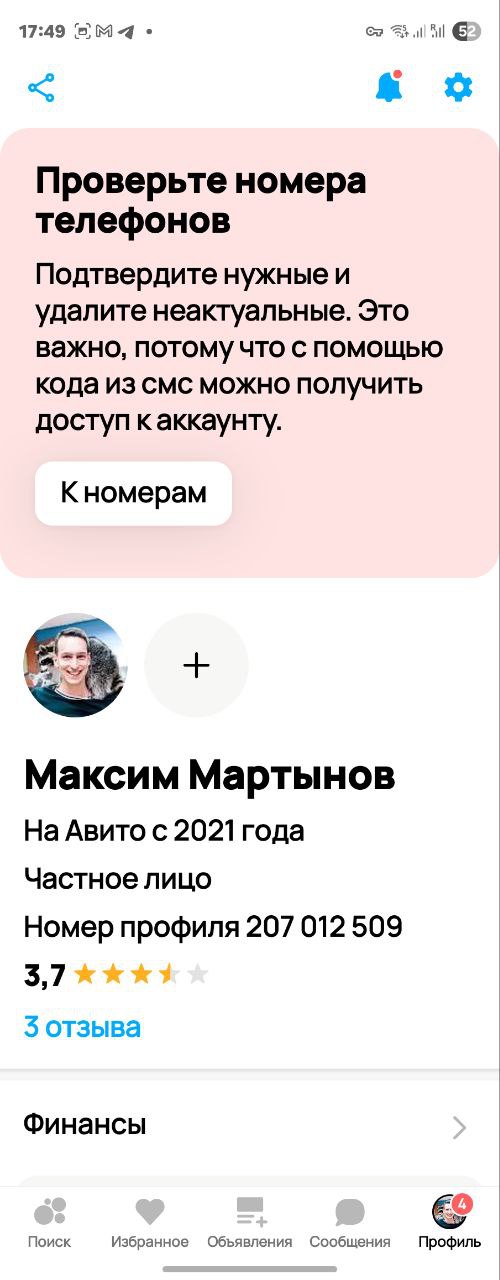 17:49
52
Проверьте номера
телефонов
Подтвердите нужные и
удалите неактуальные. Это
важно, потому что с помощью
кода из смс можно получить
доступ к аккаунту.
К номерам
Максим Мартынов
На Авито с 2021 года
Частное лицо
Номер профиля 207 012 509
3,7
3 отзыва
Финансы
4
Поиск Избранное Объявления Сообщения Профиль